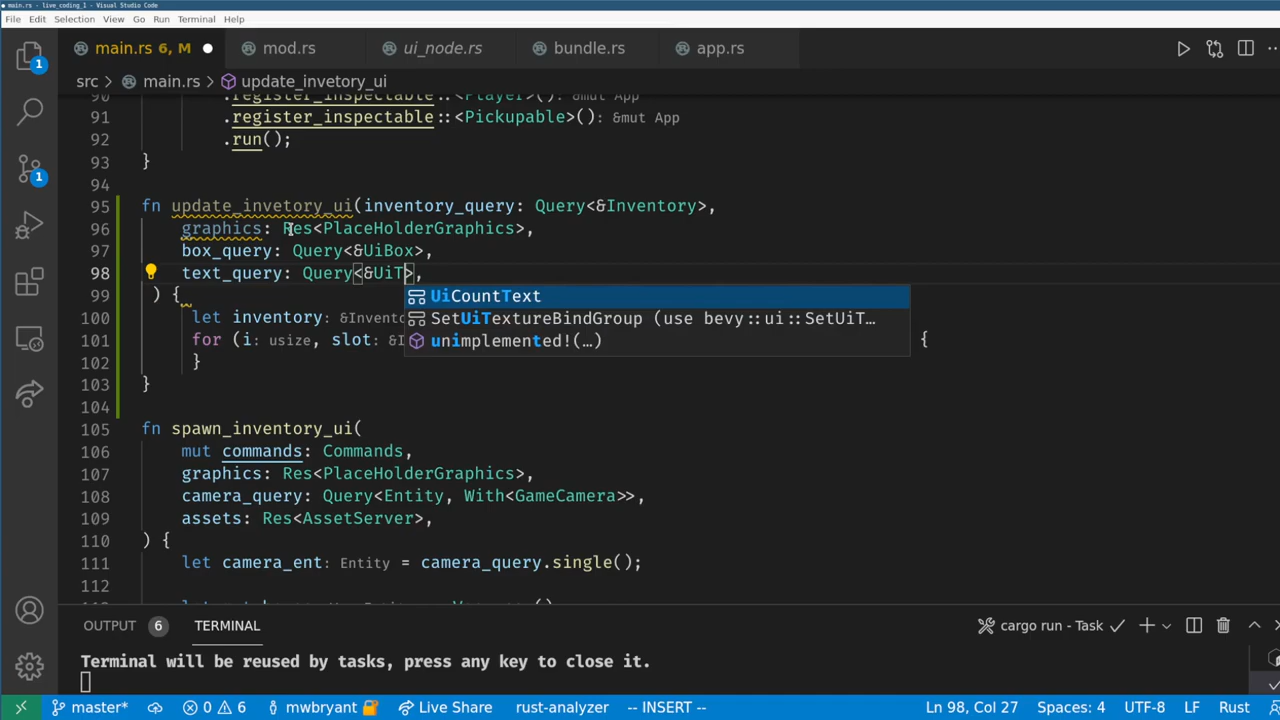 main.rs - live_coding_1 - Visual Studio Code
File Edit Selection View Go Run Terminal Help
main.rs 6, M mod.rs ui_node.rs bundle.rs app.rs
src > main.rs > update_invetory_ui
90 .register_inspectable::<Player>(): &mut App
91 .register_inspectable::<Pickupable>(): &mut App
92 .run();
93 }
94
95 fn update_invetory_ui(inventory_query: Query<&Inventory>,
96 graphics: Res<PlaceHolderGraphics>,
97 box_query: Query<&UiBox>,
98 text_query: Query<&UiT>,
99 ) {
UiCountText
100 let inventory: &Invento
SetUiTextureBindGroup (use bevy::ui::SetUiT…
101 for (i: usize, slot: &I {
unimplemented!(…)
102 }
103 }
104
105 fn spawn_inventory_ui(
106 mut commands: Commands,
107 graphics: Res<PlaceHolderGraphics>,
108 camera_query: Query<Entity, With<GameCamera>>,
109 assets: Res<AssetServer>,
110 ) {
111 let camera_ent: Entity = camera_query.single();
112
OUTPUT 6 TERMINAL cargo run - Task
Terminal will be reused by tasks, press any key to close it.
master* 0 6 mwbryant Live Share rust-analyzer -- INSERT -- Ln 98, Col 27 Spaces: 4 UTF-8 LF Rust
1
1